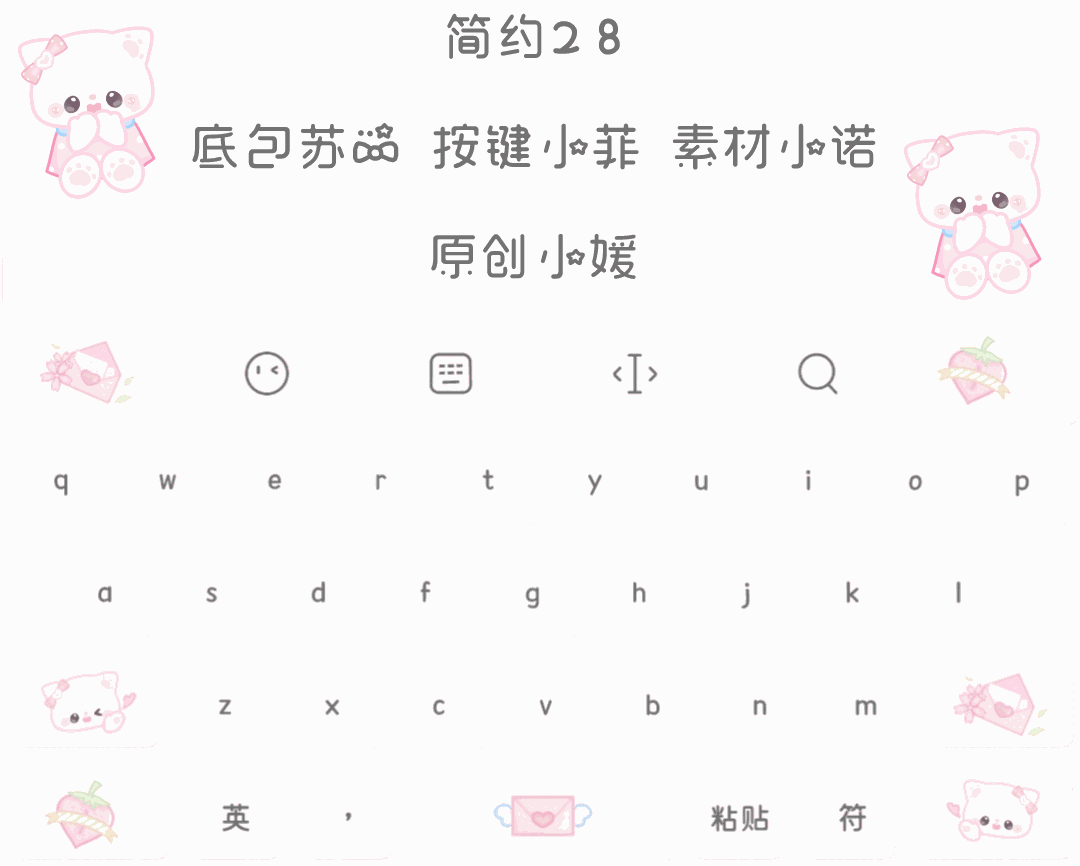 简约28
底包苏苏 按键小菲 素材小诺
原创小媛
q w e r t y u i o p
a s d f g h j k l
z x c v b n m
英 , 粘贴 符